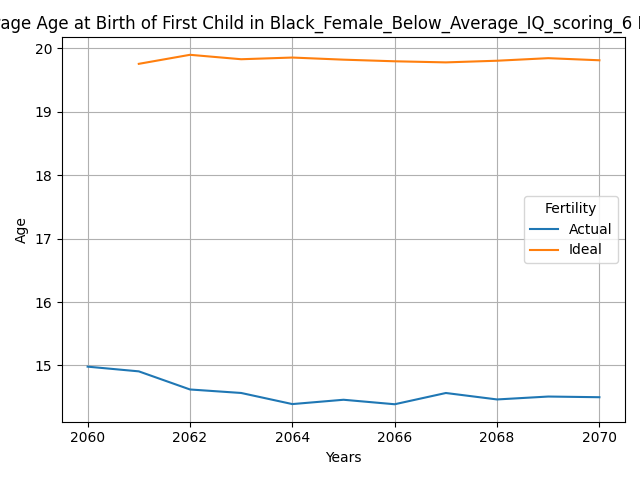 rage Age at Birth of First Child in Black_Female_Below_Average_IQ_scoring_6
Age
20
19
18
17
16
15
Fertility
Actual
Ideal
2060 2062 2064 2066 2068 2070
Years